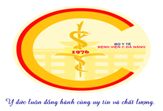 BỘ Y TẾ
BỆNH VIỆN C ĐÀ NẴNG
1976
Y đức luôn đồng hành cùng uy tín và chất lượng.